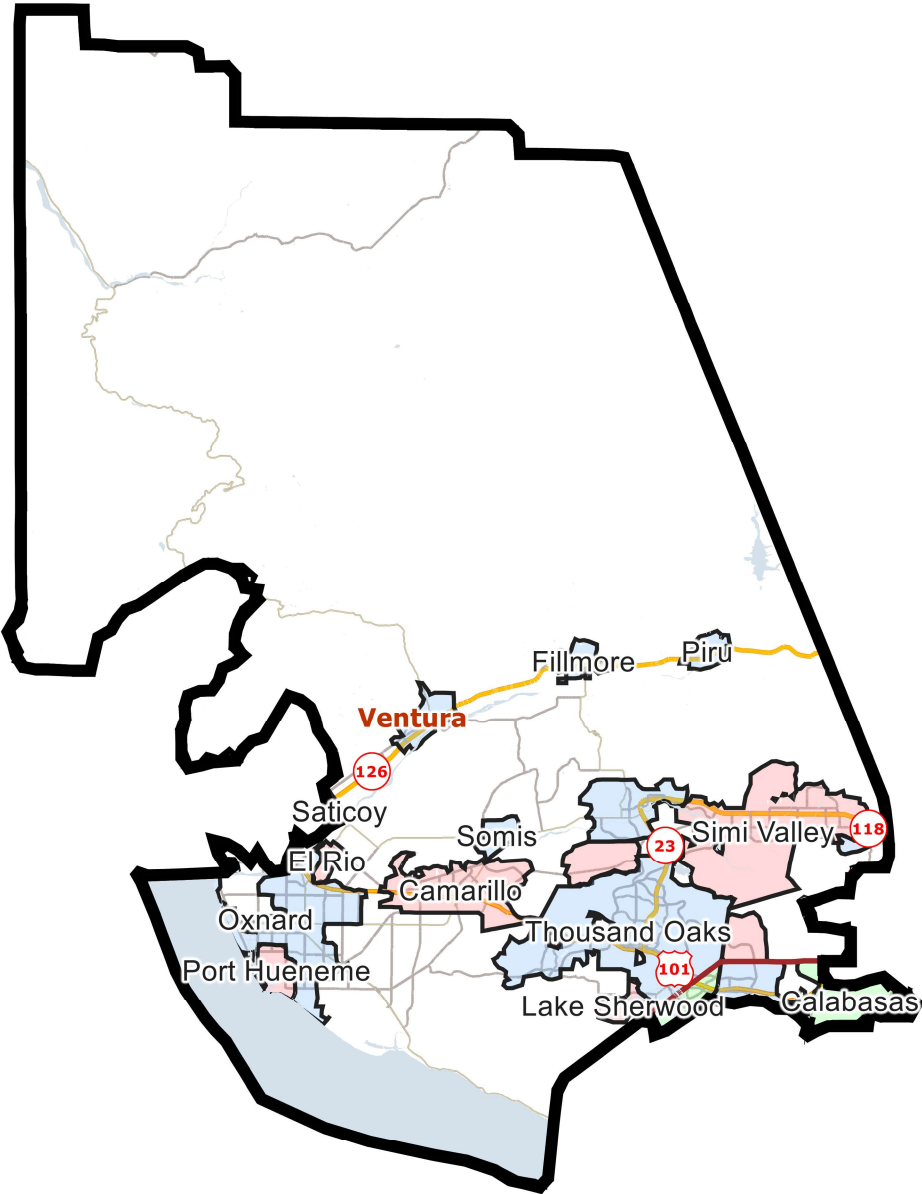 Fillmore
Piru
Ventura
126
Saticoy
Somis
Simi Valley
118
23
El Rio
Camarillo
Oxnard
Thousand Oaks
Port Hueneme
101
Lake Sherwood
Calabasas